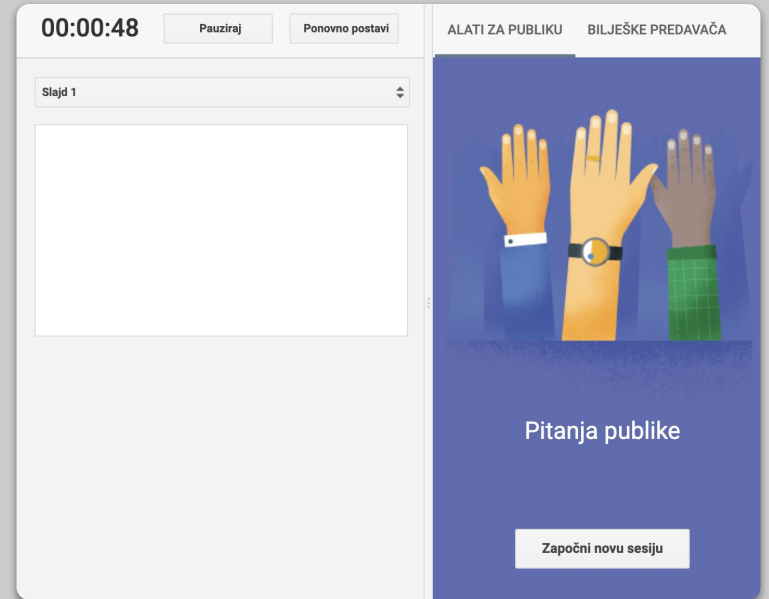 00:00:48
Pauziraj
Ponovno postavi
Slajd 1
ALATI ZA PUBLIKU
BILJEŠKE PREDAVAČA
Pitanja publike
Započni novu sesiju